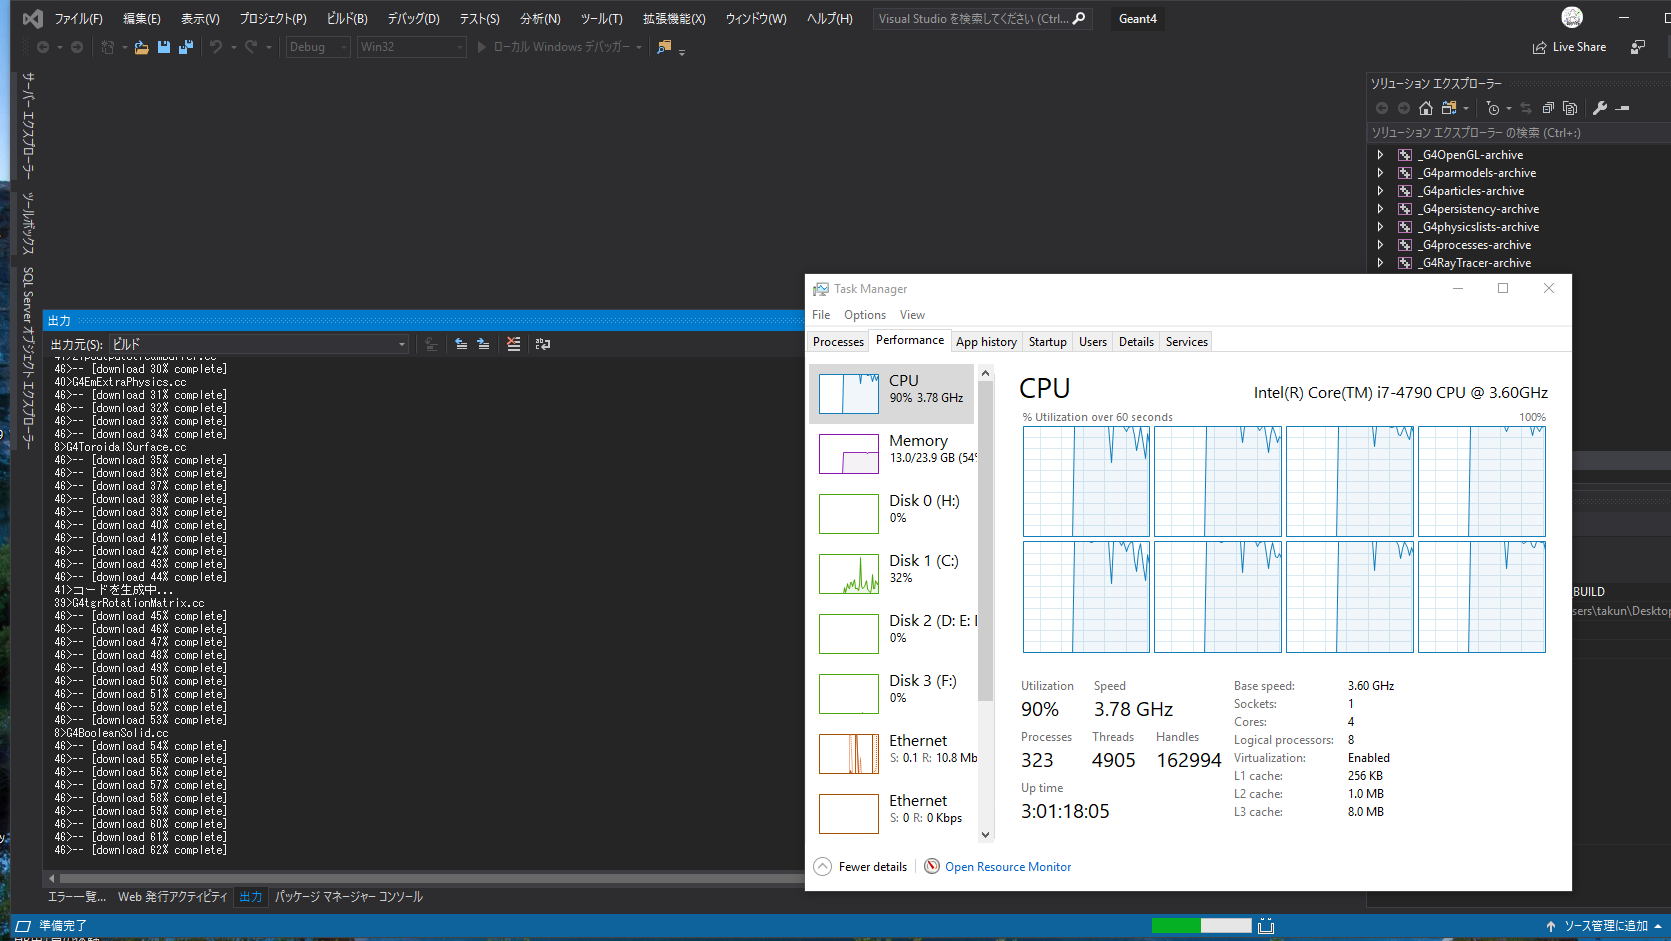 ファイル(F) 編集(E) 表示(V) プロジェクト(P) ビルド(B) デバッグ(D) テスト(S) 分析(N) ツール(T) 拡張機能(X) ウィンドウ(W) ヘルプ(H) Visual Studio を検索してください (Ctrl... Geant4
Debug Win32 ローカル Windows デバッガー Live Share
サーバー エクスプローラー
ツールボックス
SQL Server オブジェクト エクスプローラー
ソリューション エクスプローラー
ソリューション エクスプローラー の検索 (Ctrl+:)
_G4OpenGL-archive
_G4parmodels-archive
_G4particles-archive
_G4persistency-archive
_G4physicslists-archive
_G4processes-archive
_G4RayTracer-archive
出力
出力元(S): ビルド
46>-- [download 30% complete]
40>G4EmExtraPhysics.cc
46>-- [download 31% complete]
46>-- [download 32% complete]
46>-- [download 33% complete]
46>-- [download 34% complete]
8>G4ToroidalSurface.cc
46>-- [download 35% complete]
46>-- [download 36% complete]
46>-- [download 37% complete]
46>-- [download 38% complete]
46>-- [download 39% complete]
46>-- [download 40% complete]
46>-- [download 41% complete]
46>-- [download 42% complete]
46>-- [download 43% complete]
46>-- [download 44% complete]
41>コードを生成中...
39>G4tgrRotationMatrix.cc
46>-- [download 45% complete]
46>-- [download 46% complete]
46>-- [download 47% complete]
46>-- [download 48% complete]
46>-- [download 49% complete]
46>-- [download 50% complete]
46>-- [download 51% complete]
46>-- [download 52% complete]
46>-- [download 53% complete]
8>G4BooleanSolid.cc
46>-- [download 54% complete]
46>-- [download 55% complete]
46>-- [download 56% complete]
46>-- [download 57% complete]
46>-- [download 58% complete]
46>-- [download 59% complete]
46>-- [download 60% complete]
46>-- [download 61% complete]
46>-- [download 62% complete]
エラー一覧... Web 発行アクティビティ 出力 パッケージ マネージャー コンソール
準備完了
ソース管理に追加
Task Manager
File Options View
Processes Performance App history Startup Users Details Services
CPU
90% 3.78 GHz
Memory
13.0/23.9 GB (54%
Disk 0 (H:)
0%
Disk 1 (C:)
32%
Disk 2 (D: E:
0%
Disk 3 (F:)
0%
Ethernet
S: 0.1 R: 10.8 Mb
Ethernet
S: 0 R: 0 Kbps
CPU Intel(R) Core(TM) i7-4790 CPU @ 3.60GHz
% Utilization over 60 seconds 100%
Utilization Speed
90% 3.78 GHz
Processes Threads Handles
323 4905 162994
Up time
3:01:18:05
Base speed: 3.60 GHz
Sockets: 1
Cores: 4
Logical processors: 8
Virtualization: Enabled
L1 cache: 256 KB
L2 cache: 1.0 MB
L3 cache: 8.0 MB
Fewer details Open Resource Monitor
BUILD
sers\takun\Desktop